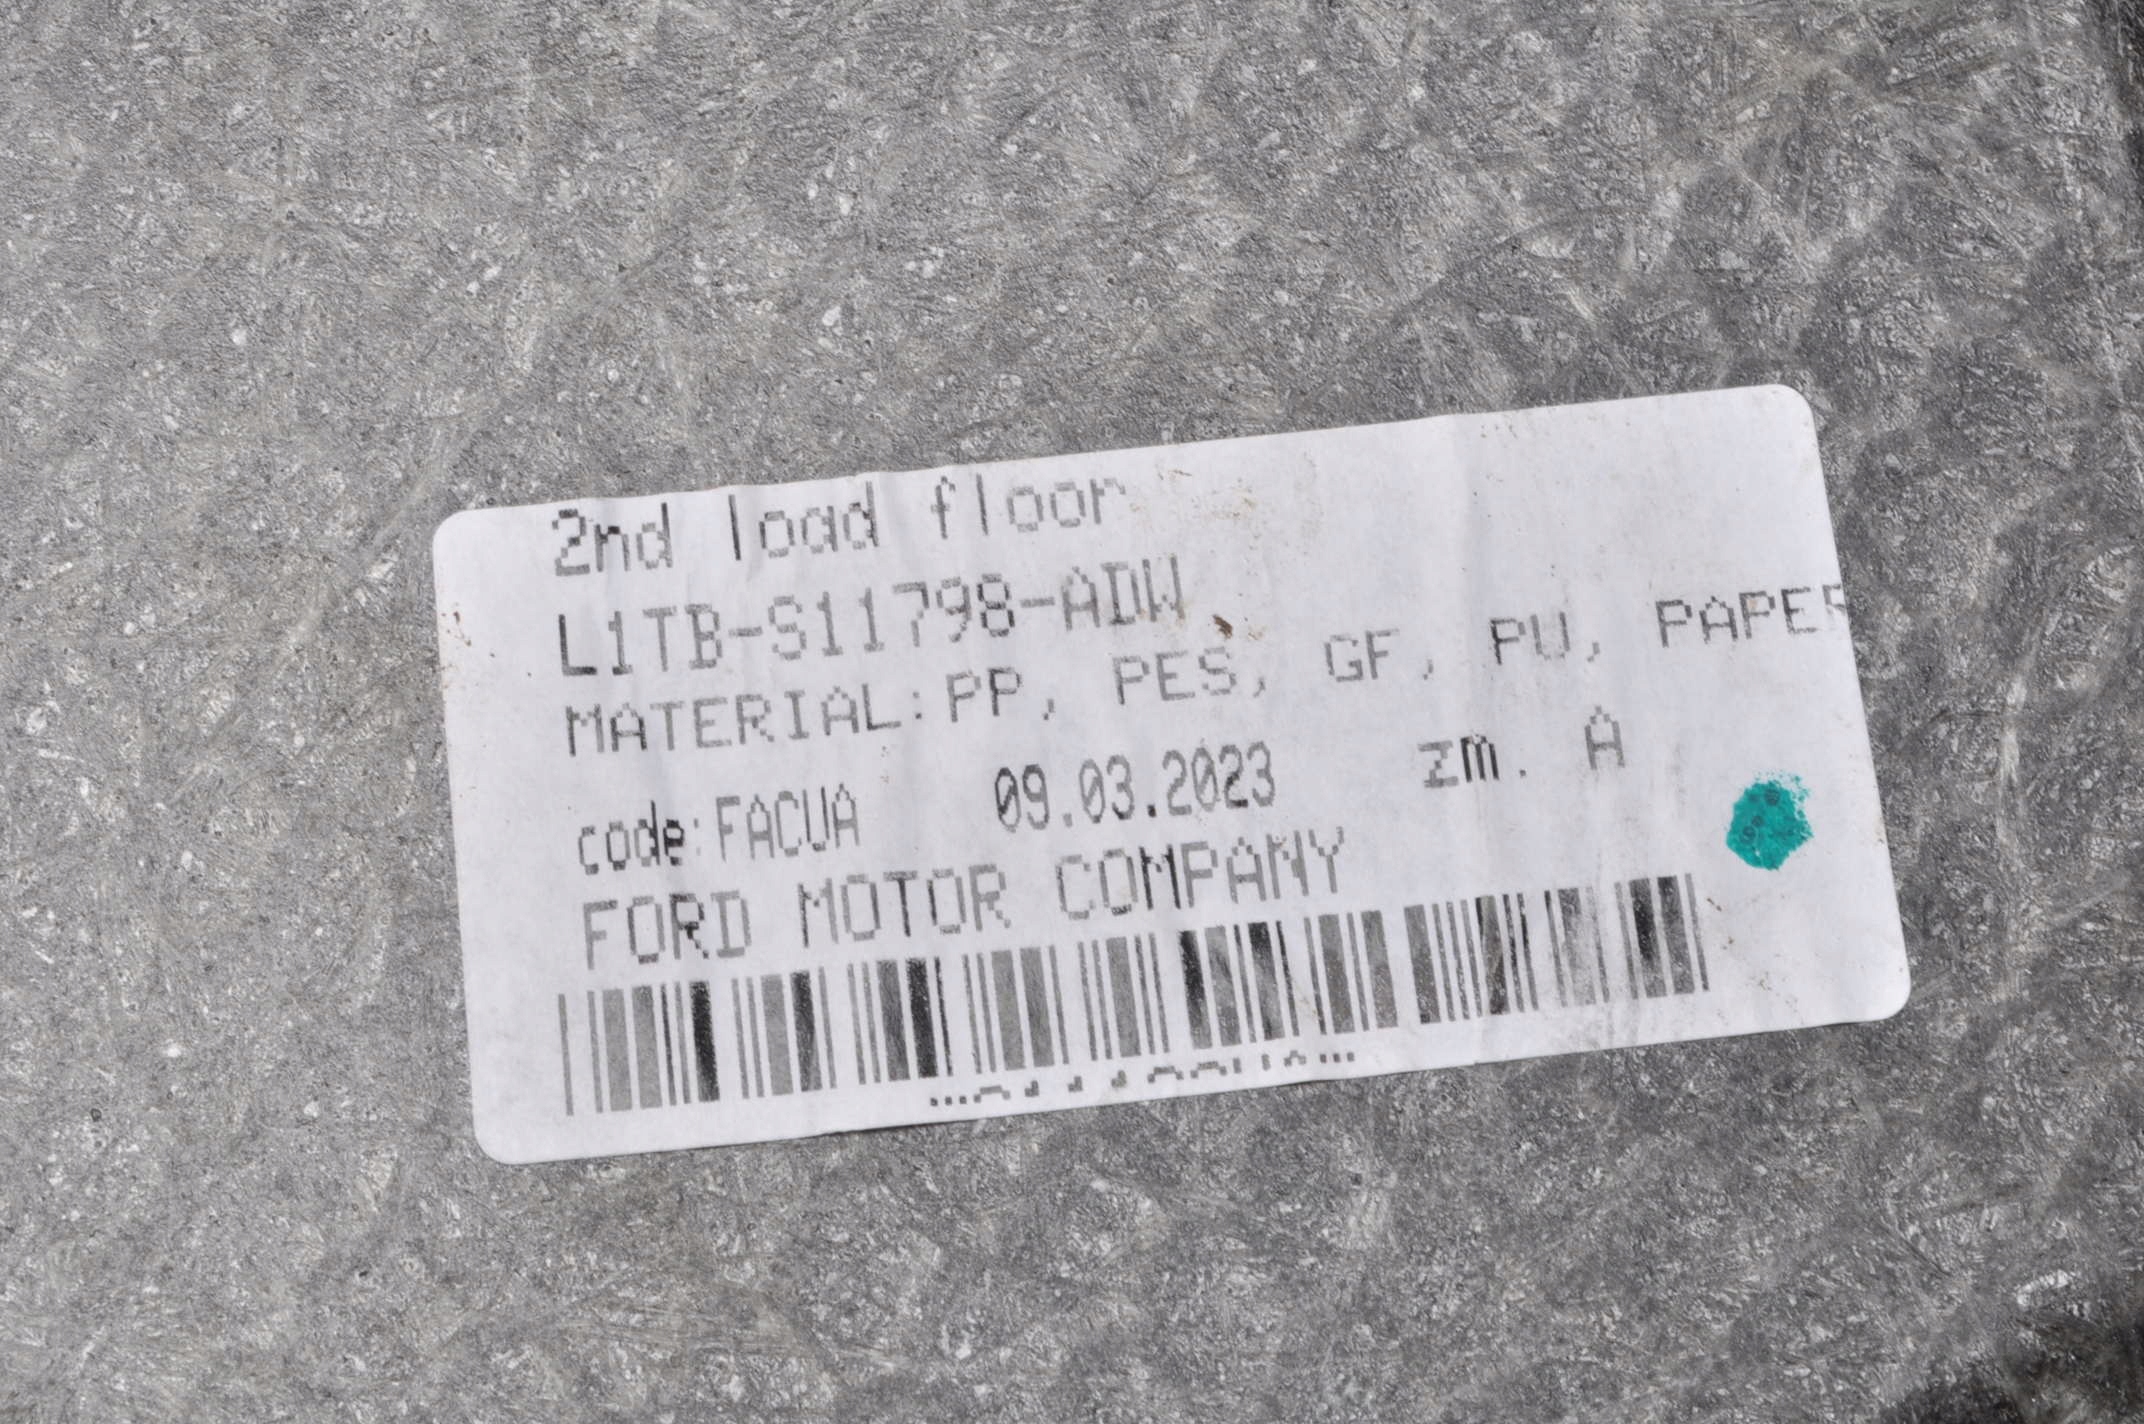 2nd load floor
L1TB-S11798-ADW
MATERIAL:PP, PES, GF, PU, PAPER
code:FACUA 09.03.2023 zm. A
FORD MOTOR COMPANY